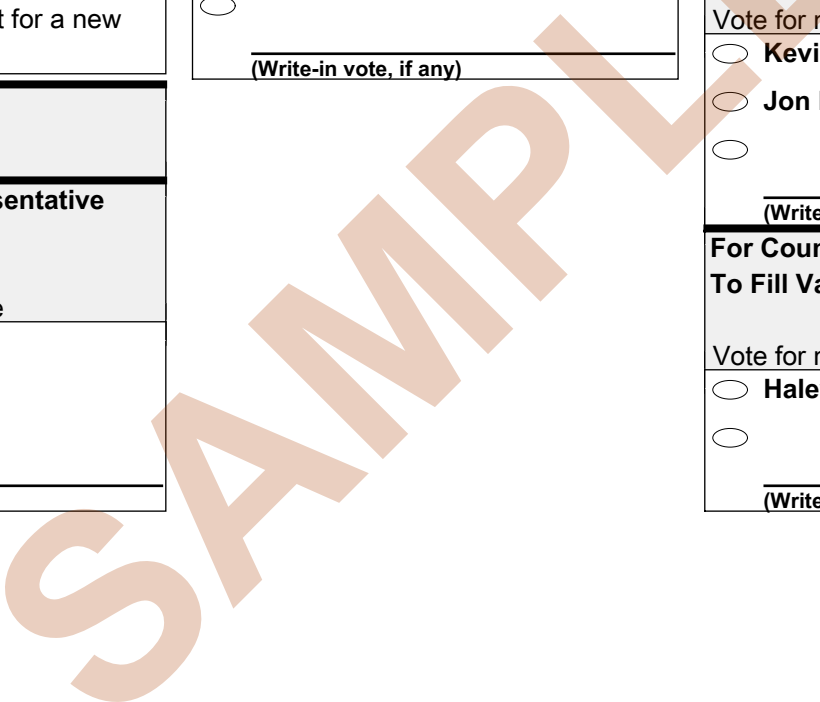 t for a new
sentative
e
(Write-in vote, if any)
Vote for
Kevi
Jon
(Write
For Coun
To Fill Va
Vote for
Hale
(Write
SAMPLE